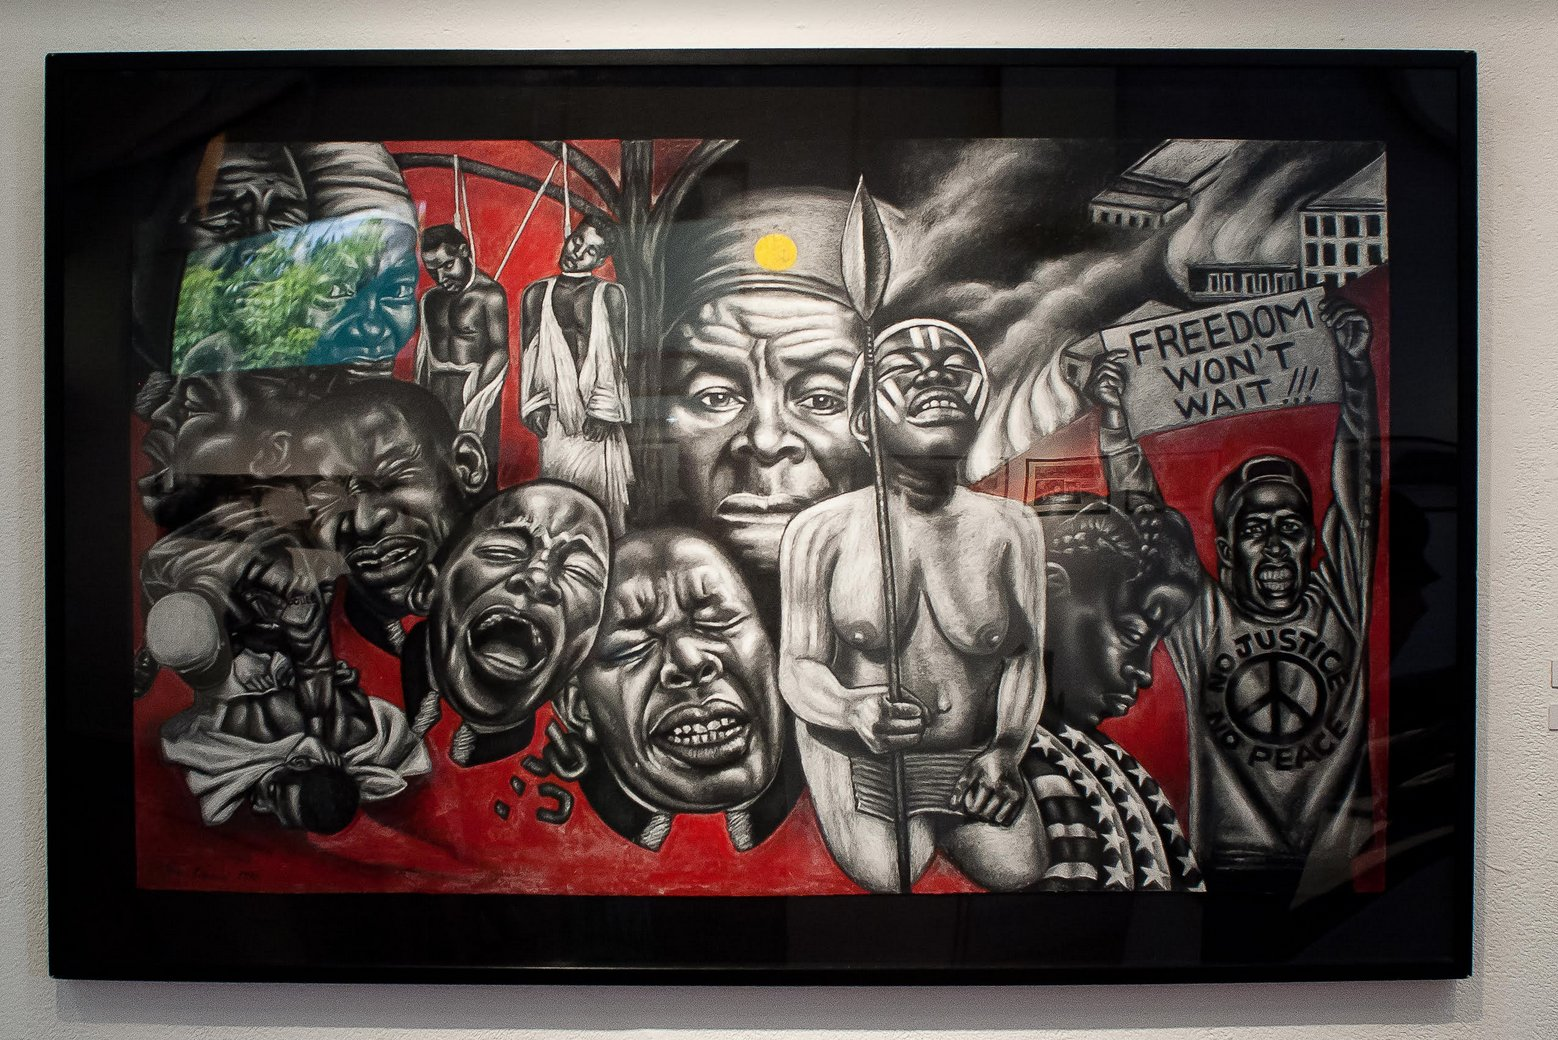 FREEDOM
WON'T
WAIT!!!
NO JUSTICE
NO PEACE